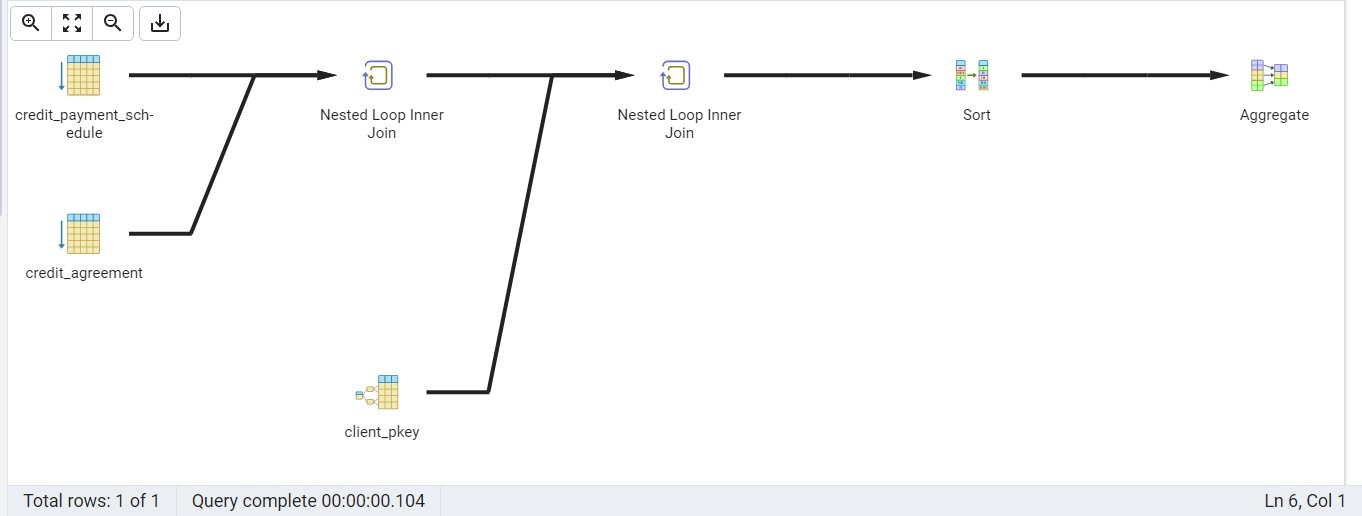 credit_payment_sch-
edule
Nested Loop Inner
Join
Nested Loop Inner
Join
Sort
Aggregate
credit_agreement
client_pkey
Total rows: 1 of 1
Query complete 00:00:00.104
Ln 6, Col 1